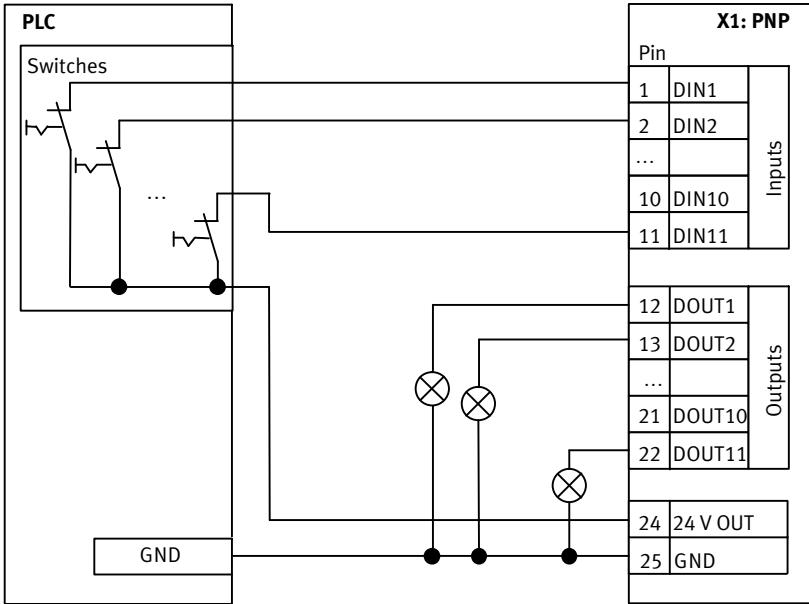 PLC
Switches
...
GND
X1: PNP
Pin
1 DIN1
2 DIN2
...
10 DIN10
11 DIN11
Inputs
12 DOUT1
13 DOUT2
...
21 DOUT10
22 DOUT11
Outputs
24 24 V OUT
25 GND